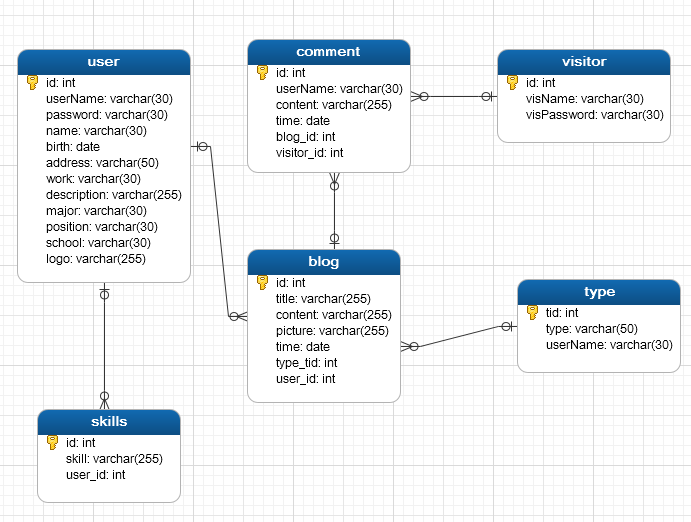 user
id: int
userName: varchar(30)
password: varchar(30)
name: varchar(30)
birth: date
address: varchar(50)
work: varchar(30)
description: varchar(255)
major: varchar(30)
position: varchar(30)
school: varchar(30)
logo: varchar(255)
comment
id: int
userName: varchar(30)
content: varchar(255)
time: date
blog_id: int
visitor_id: int
visitor
id: int
visName: varchar(30)
visPassword: varchar(30)
blog
id: int
title: varchar(255)
content: varchar(255)
picture: varchar(255)
time: date
type_tid: int
user_id: int
type
tid: int
type: varchar(50)
userName: varchar(30)
skills
id: int
skill: varchar(255)
user_id: int